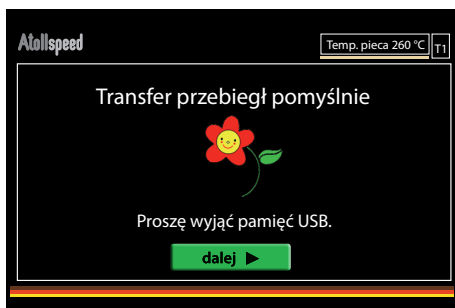 Atollspeed
Temp. pieca 260 °C
T1
Transfer przebiegł pomyślnie
Proszę wyjąć pamięć USB.
dalej